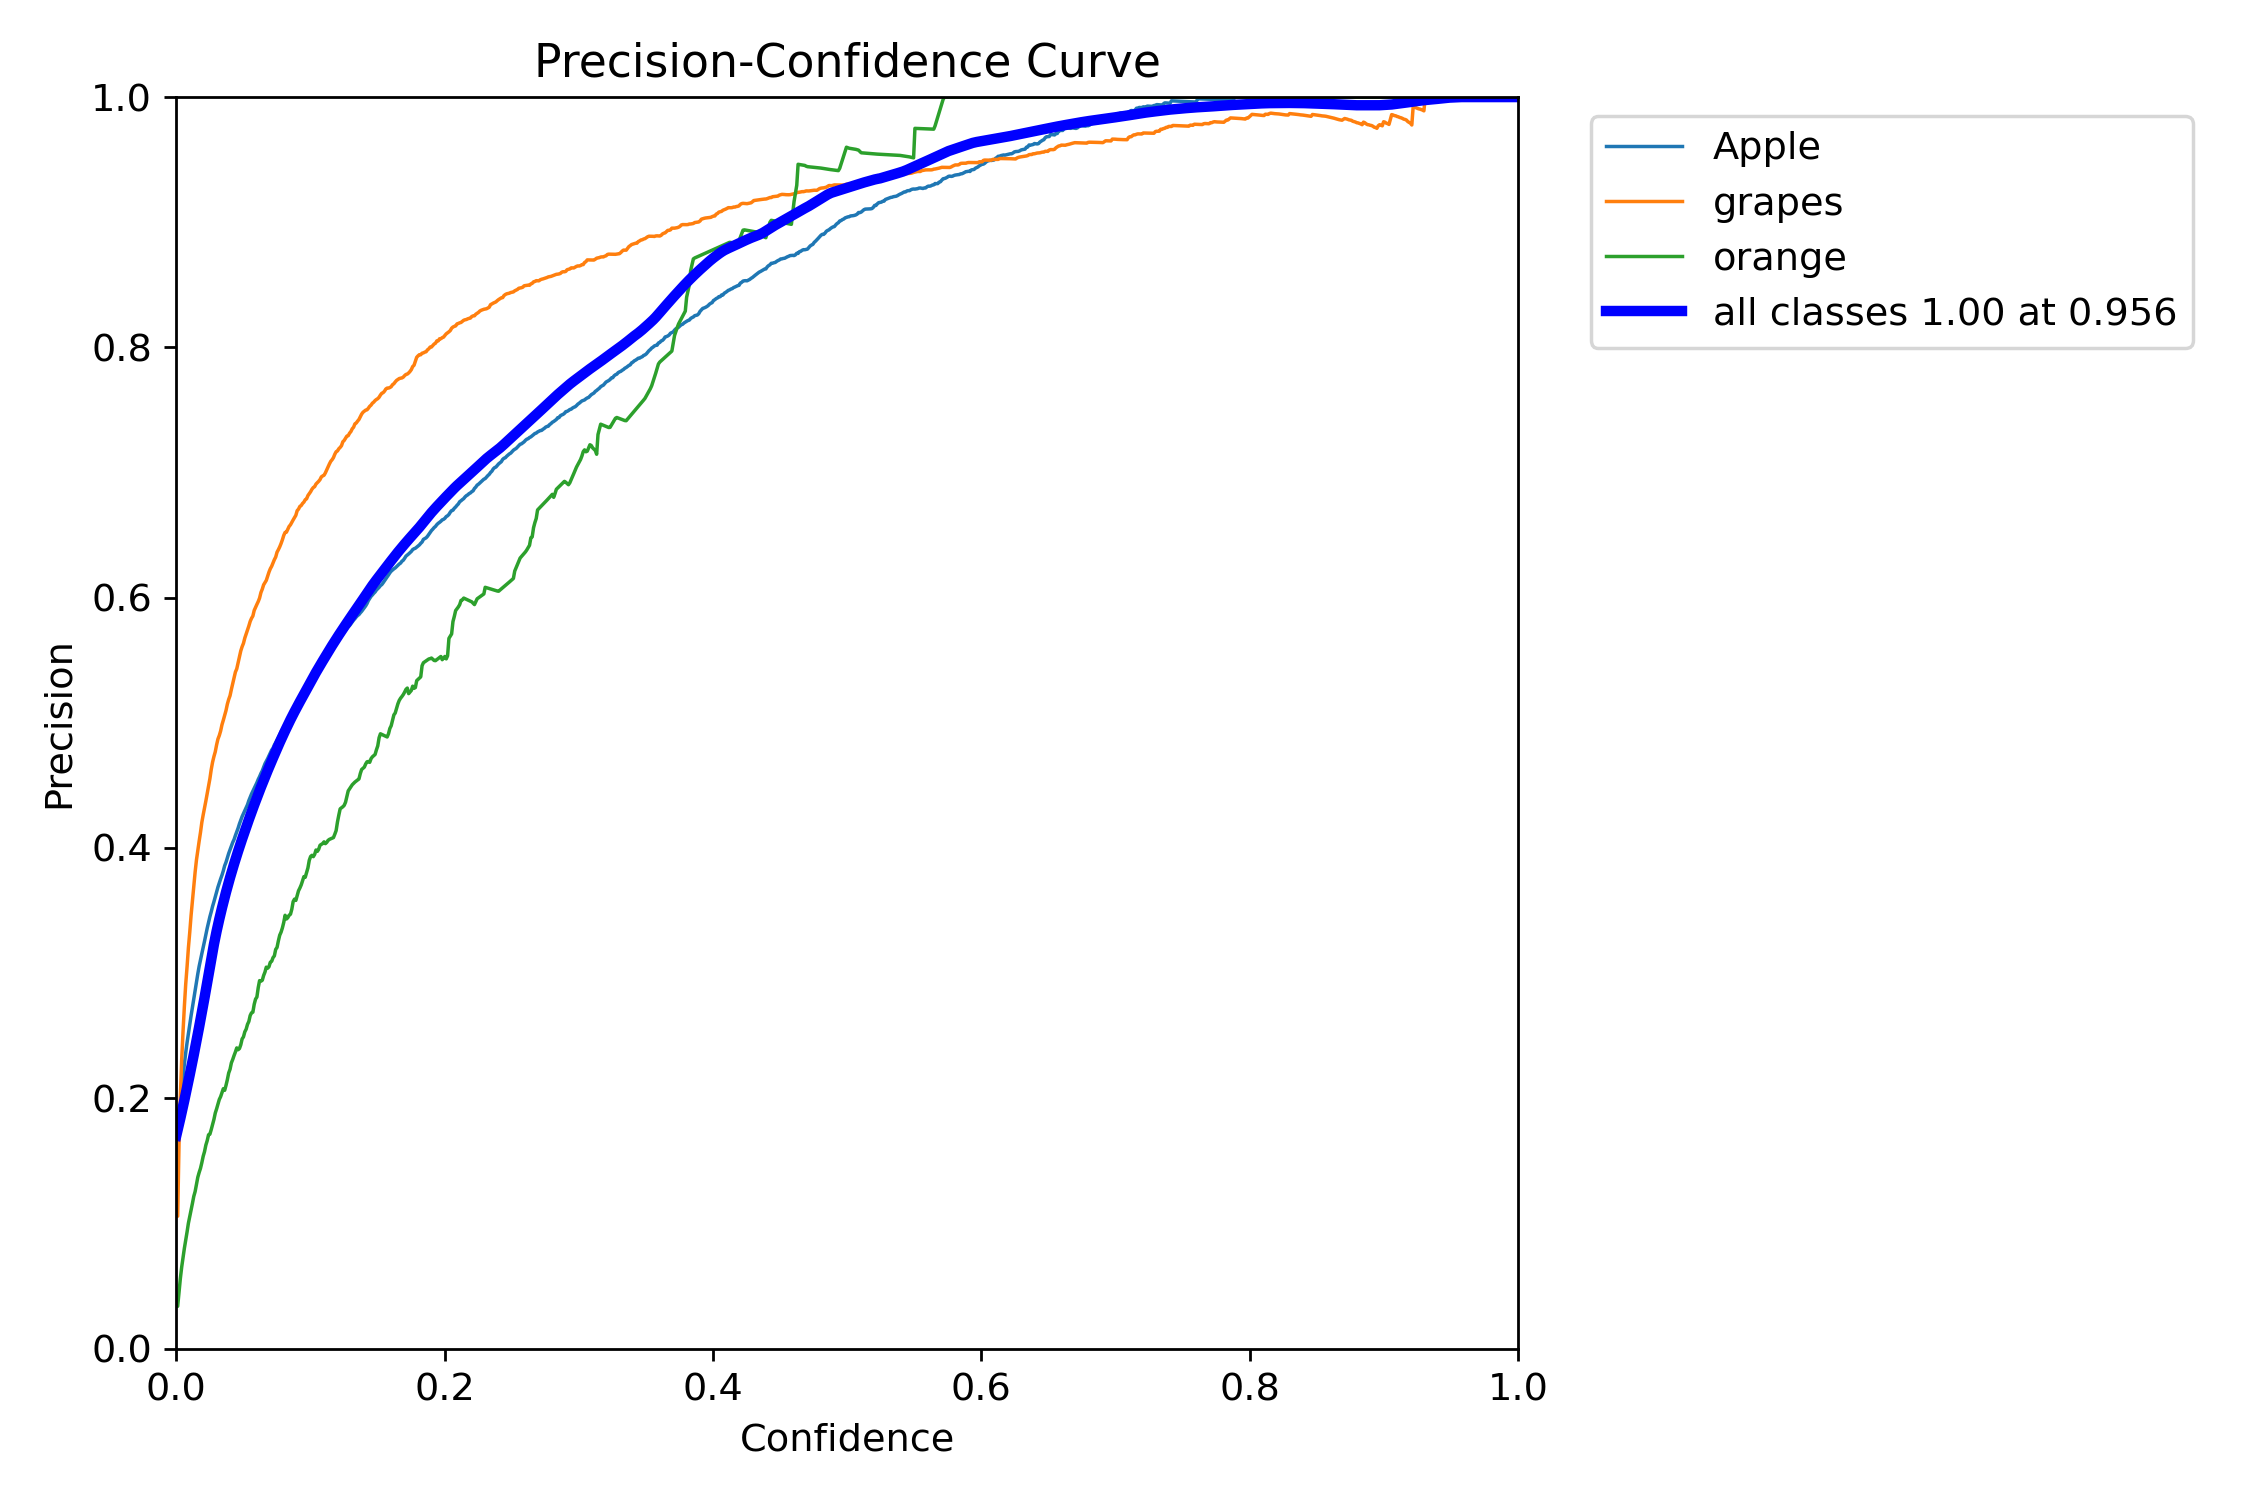 Precision-Confidence Curve
1.0
0.8
0.6
0.4
0.2
0.0
Precision
0.0 0.2 0.4 0.6 0.8 1.0
Confidence
Apple
grapes
orange
all classes 1.00 at 0.956